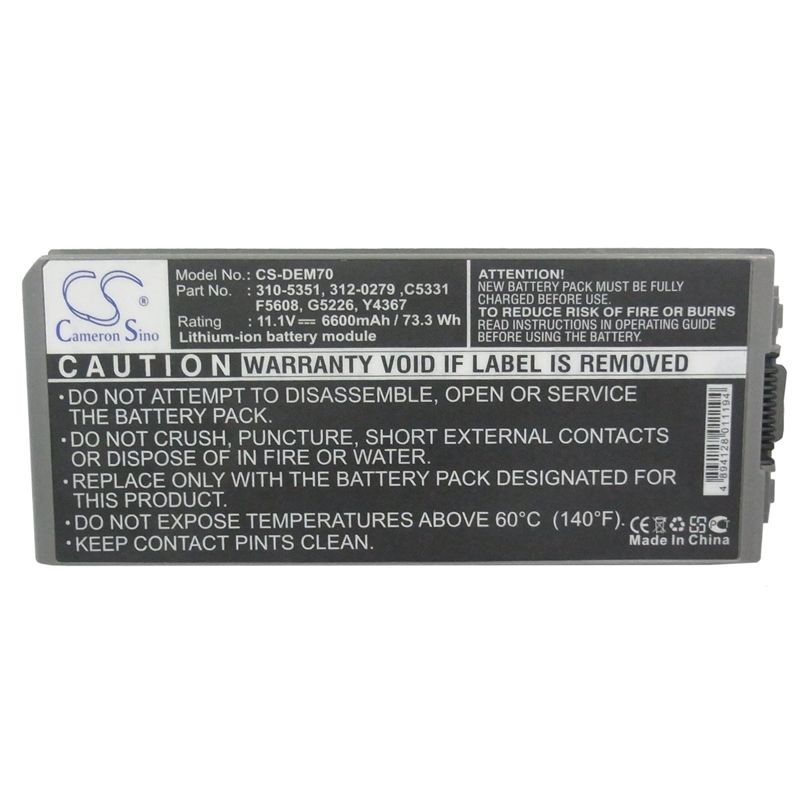 CS ®
Cameron Sino
Model No.: CS-DEM70
Part No. : 310-5351, 312-0279 ,C5331
F5608, G5226, Y4367
Rating : 11.1V⎓ 6600mAh / 73.3 Wh
Lithium-ion battery module
ATTENTION!
NEW BATTERY PACK MUST BE FULLY
CHARGED BEFORE USE.
TO REDUCE RISK OF FIRE OR BURNS
READ INSTRUCTIONS IN OPERATING GUIDE
BEFORE USING BATTERY.
CAUTION
WARRANTY VOID IF LABEL IS REMOVED
•DO NOT ATTEMPT TO DISASSEMBLE, OPEN OR SERVICE
THE BATTERY PACK.
•DO NOT CRUSH, PUNCTURE, SHORT EXTERNAL CONTACTS
OR DISPOSE OF IN FIRE OR WATER.
•REPLACE ONLY WITH THE BATTERY PACK DESIGNATED FOR
THIS PRODUCT.
•DO NOT EXPOSE TEMPERATURES ABOVE 60°C (140°F).
•KEEP CONTACT PINTS CLEAN.
4 894128 011194
CE
Made In China